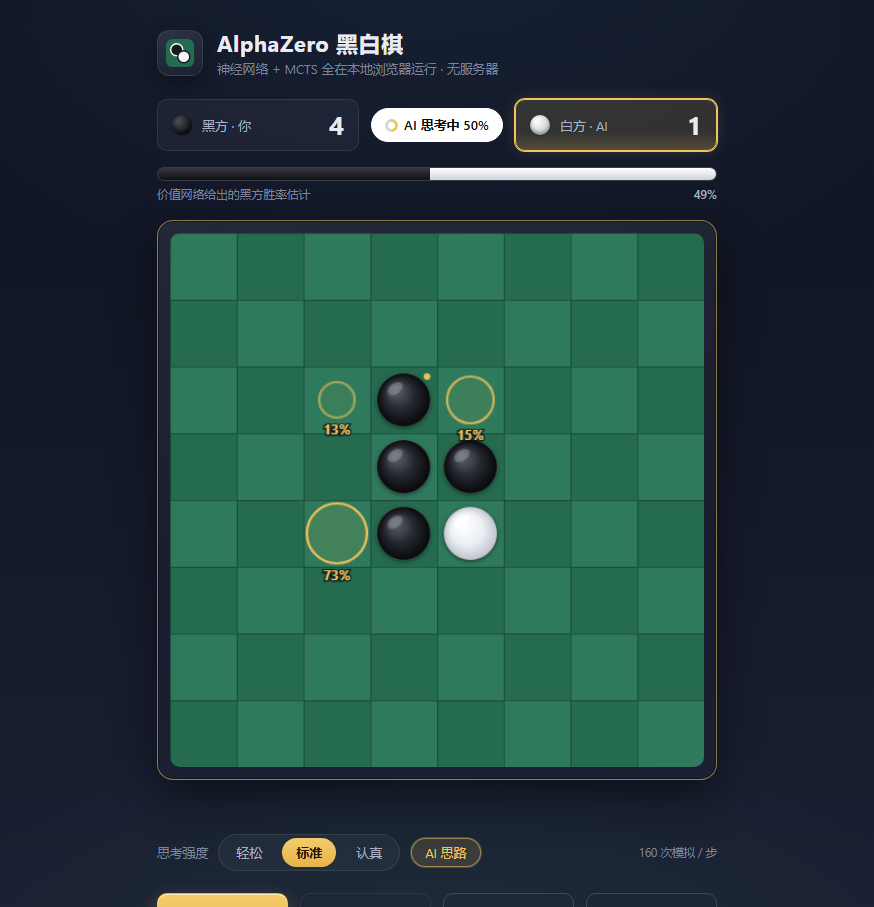 AlphaZero 黑白棋
神经网络 + MCTS 全在本地浏览器运行 · 无服务器
黑方 · 你 4
AI 思考中 50%
白方 · AI 1
价值网络给出的黑方胜率估计 49%
13% 15%
73%
思考强度 轻松 标准 认真 AI 思路 160 次模拟 / 步